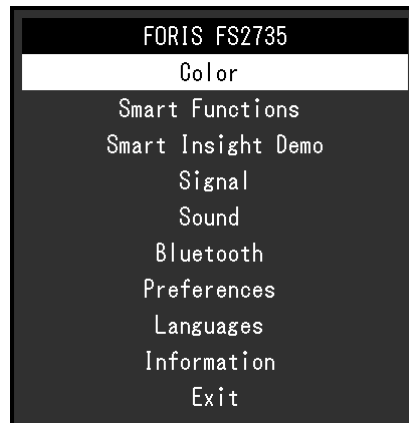 FORIS FS2735
Color
Smart Functions
Smart Insight Demo
Signal
Sound
Bluetooth
Preferences
Languages
Information
Exit